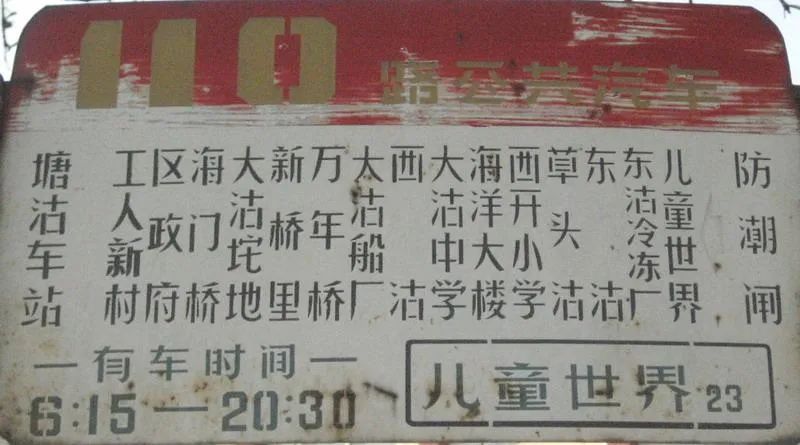 110 路公共汽车
塘沽车站
工人新村
区政府
海门桥
大沽坨地
新桥里
万年桥
太沽船厂
西沽
大沽中学
海洋大楼
西开小学
草头沽
东沽
东沽冷冻厂
儿童世界
防潮闸
—有车时间—
6:15—20:30
儿童世界 23